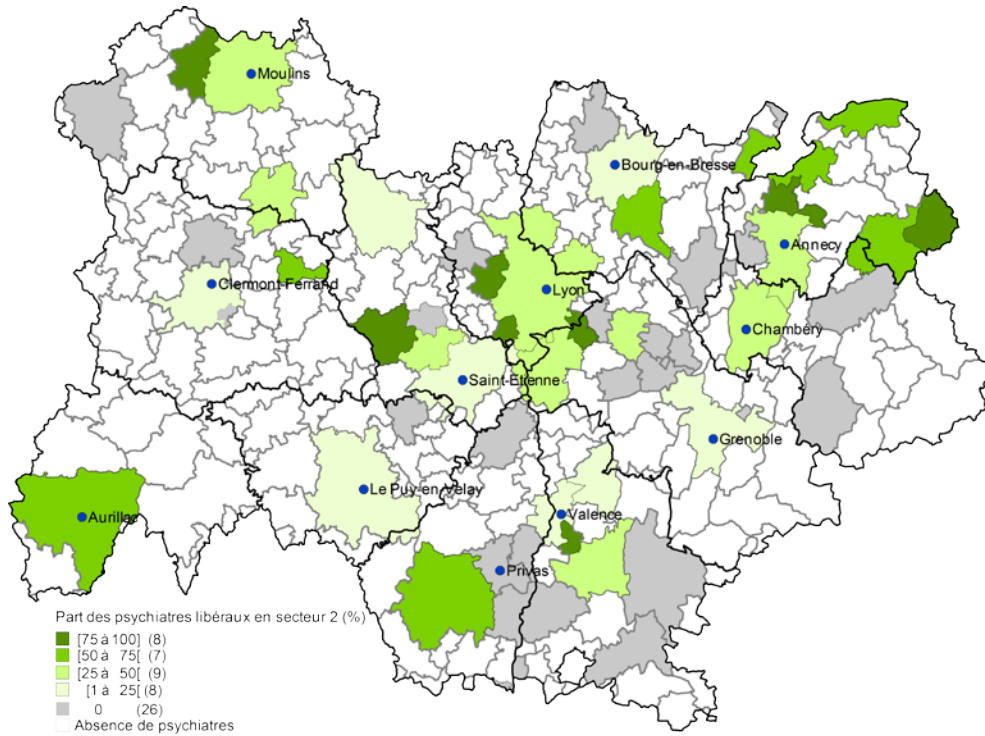 Moulins
Bourg-en-Bresse
Annecy
Clermont-Ferrand
Lyon
Chambéry
Saint-Etienne
Grenoble
Le Puy-en-Velay
Valence
Aurillac
Privas
Part des psychiatres libéraux en secteur 2 (%)
[75 à 100] (8)
[50 à 75[ (7)
[25 à 50[ (9)
[1 à 25[ (8)
0 (26)
Absence de psychiatres